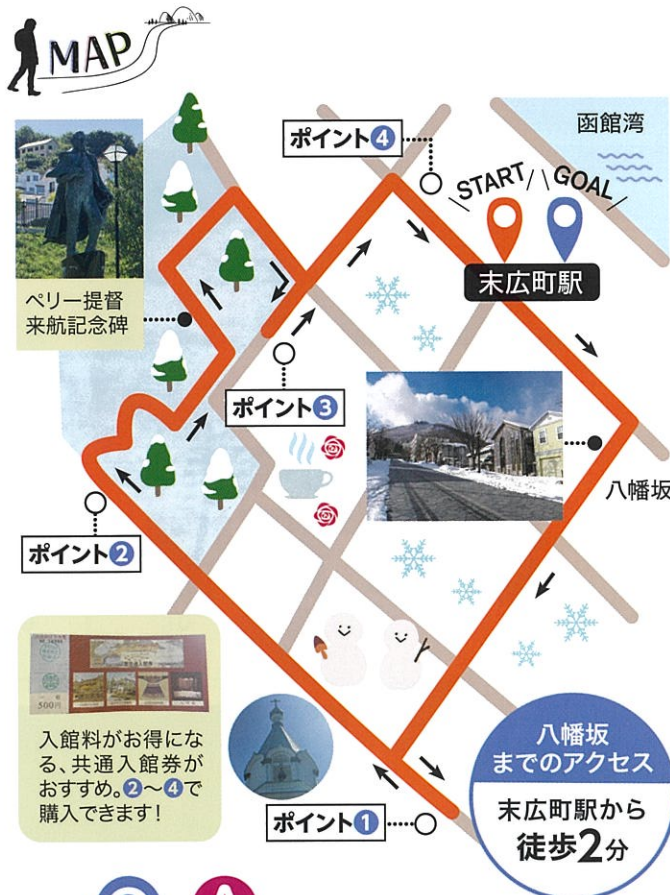 MAP
ポイント④
函館湾
START
GOAL
末広町駅
ペリー提督
来航記念碑
ポイント③
八幡坂
ポイント②
500円
入館料がお得にな
る、共通入館券が
おすすめ。②〜④で
購入できます!
ポイント①
八幡坂
までのアクセス
末広町駅から
徒歩2分